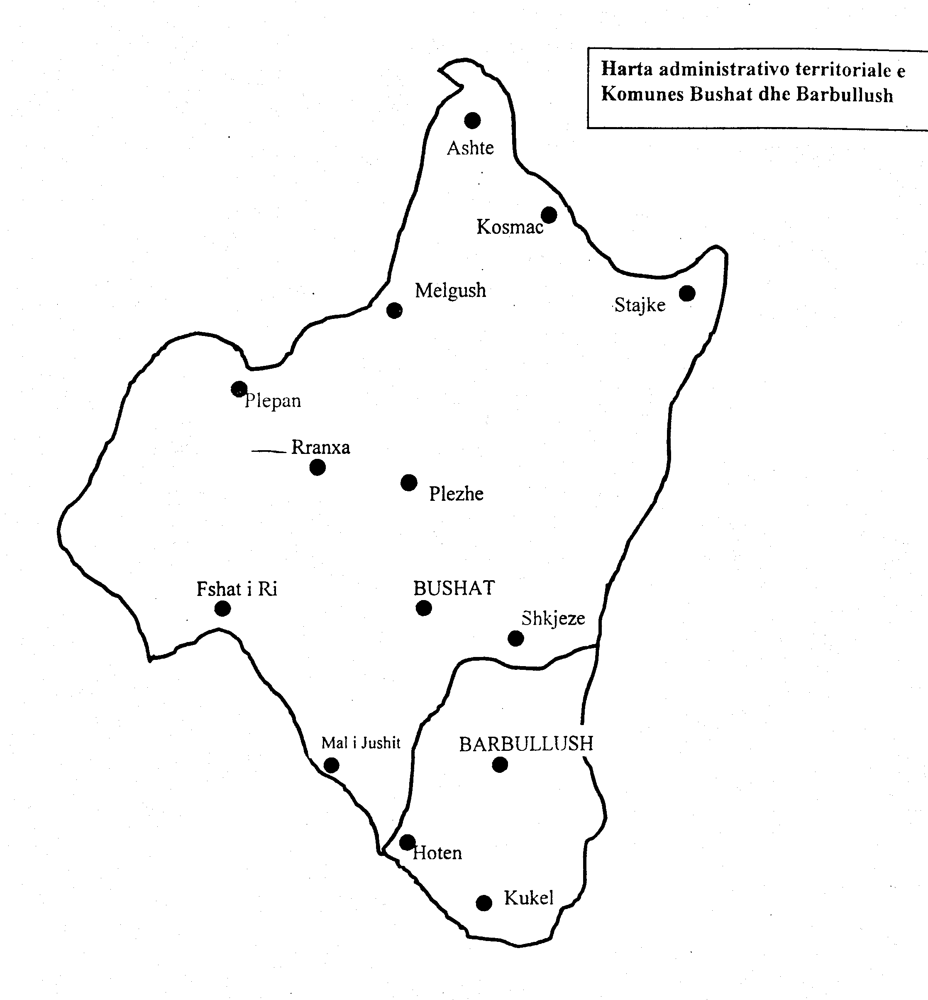 Harta administrativo territoriale e
Komunes Bushat dhe Barbullush
Ashte
Kosmac
Melgush
Stajke
Plepan
Rranxa
Plezhe
Fshat i Ri
BUSHAT
Shkjeze
Mal i Jushit
BARBULLUSH
Hoten
Kukel